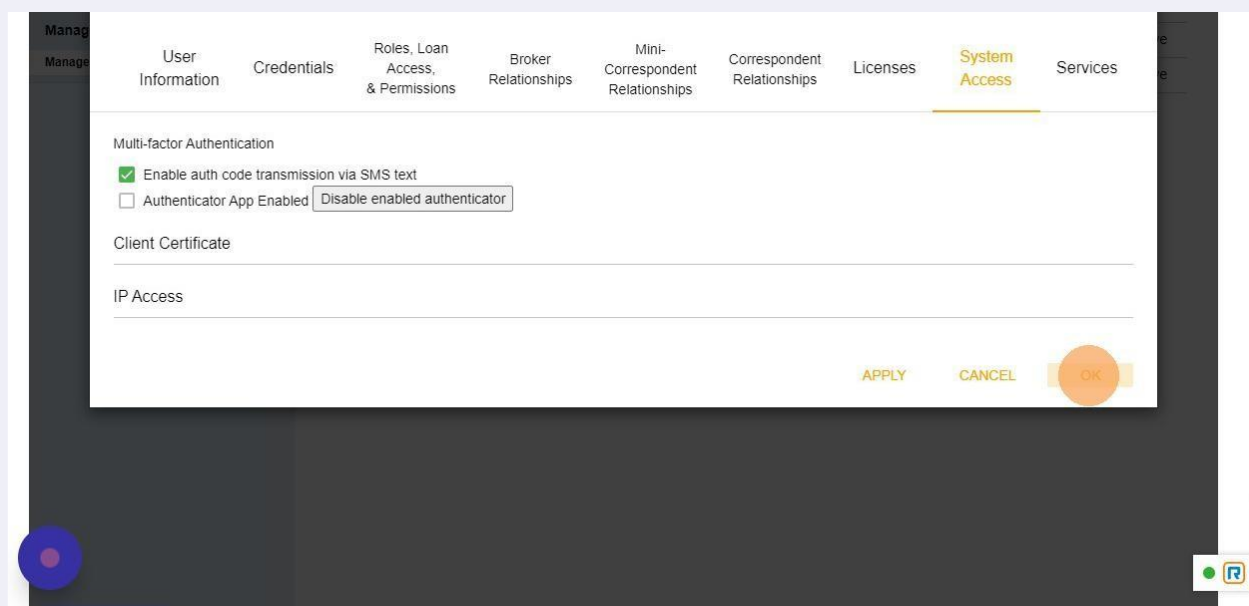 Manag
Manage
User
Information
Credentials
Roles, Loan
Access,
& Permissions
Broker
Relationships
Mini-
Correspondent
Relationships
Correspondent
Relationships
Licenses
System
Access
Services
e
e
Multi-factor Authentication
Enable auth code transmission via SMS text
Authenticator App Enabled Disable enabled authenticator
Client Certificate
IP Access
APPLY CANCEL OK